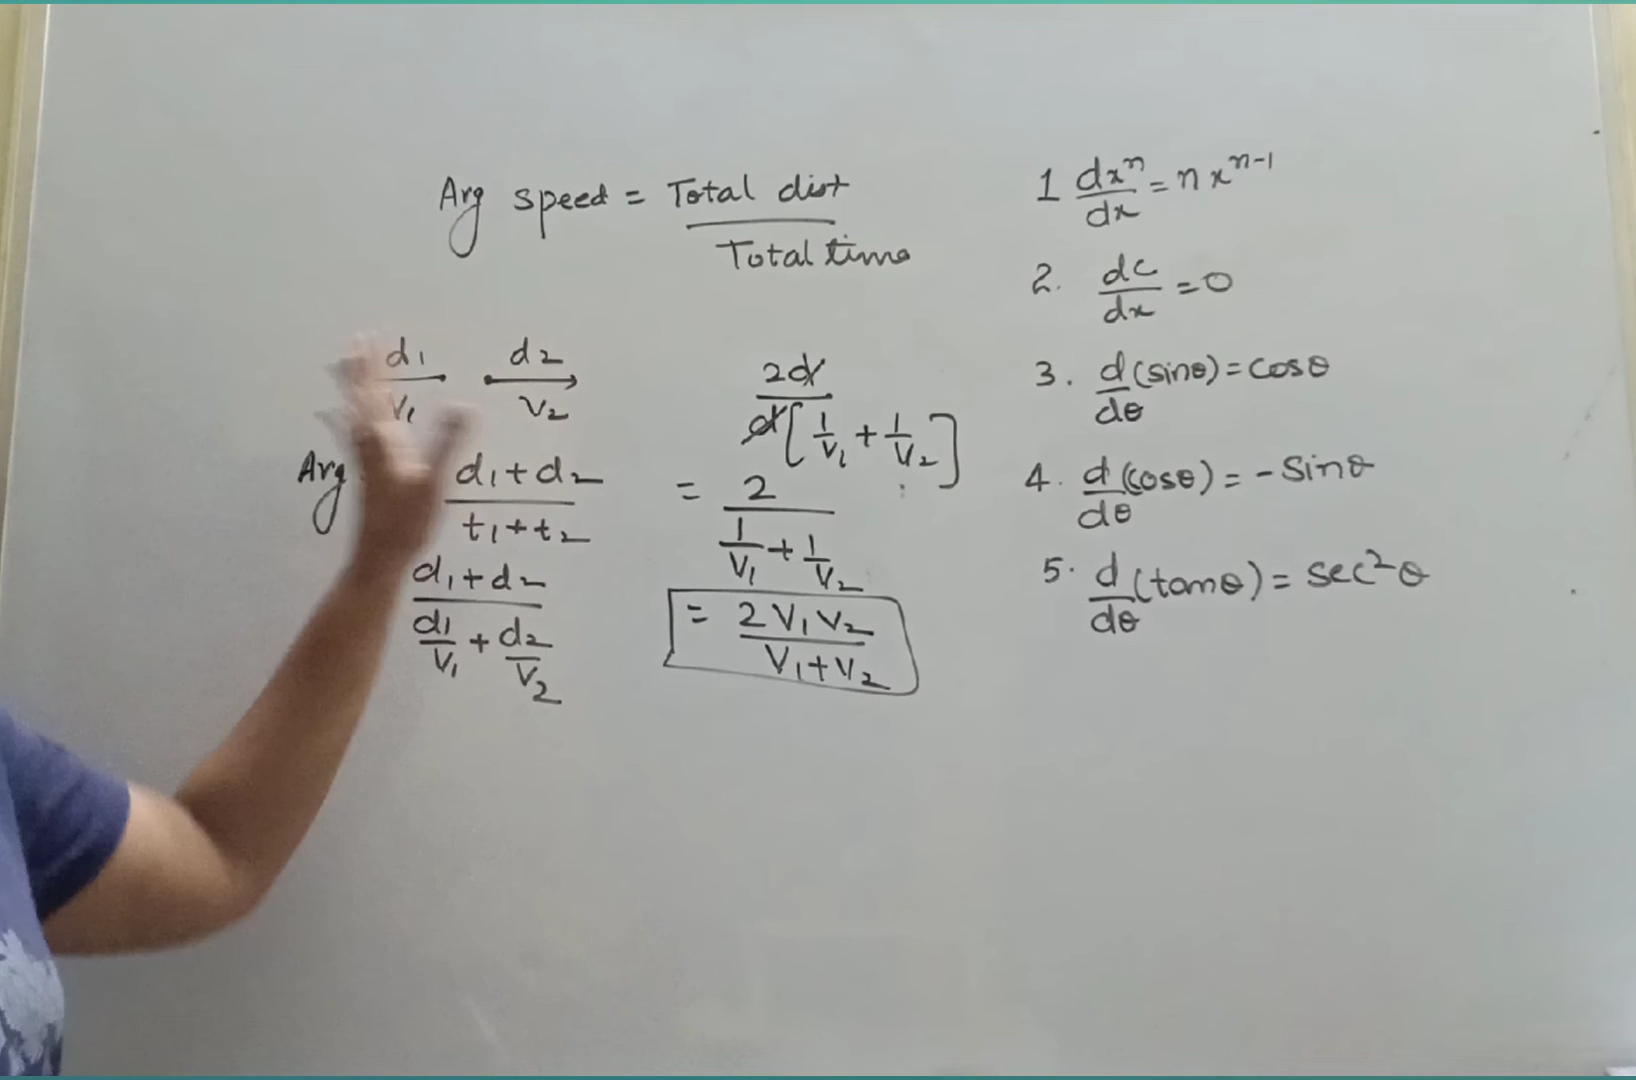 Avg speed = Total dist
Total time
d1 d2
V1 V2
Avg d1+d2
t1+t2
d1+d2
d1/V1 + d2/V2
2d
d[1/V1 + 1/V2]
= 2
1/V1 + 1/V2
= 2V1V2
V1+V2
1 dxⁿ/dx = nxⁿ⁻¹
2. dc/dx = 0
3. d/dθ (sinθ) = cosθ
4. d/dθ (cosθ) = - sinθ
5. d/dθ (tanθ) = sec²θ